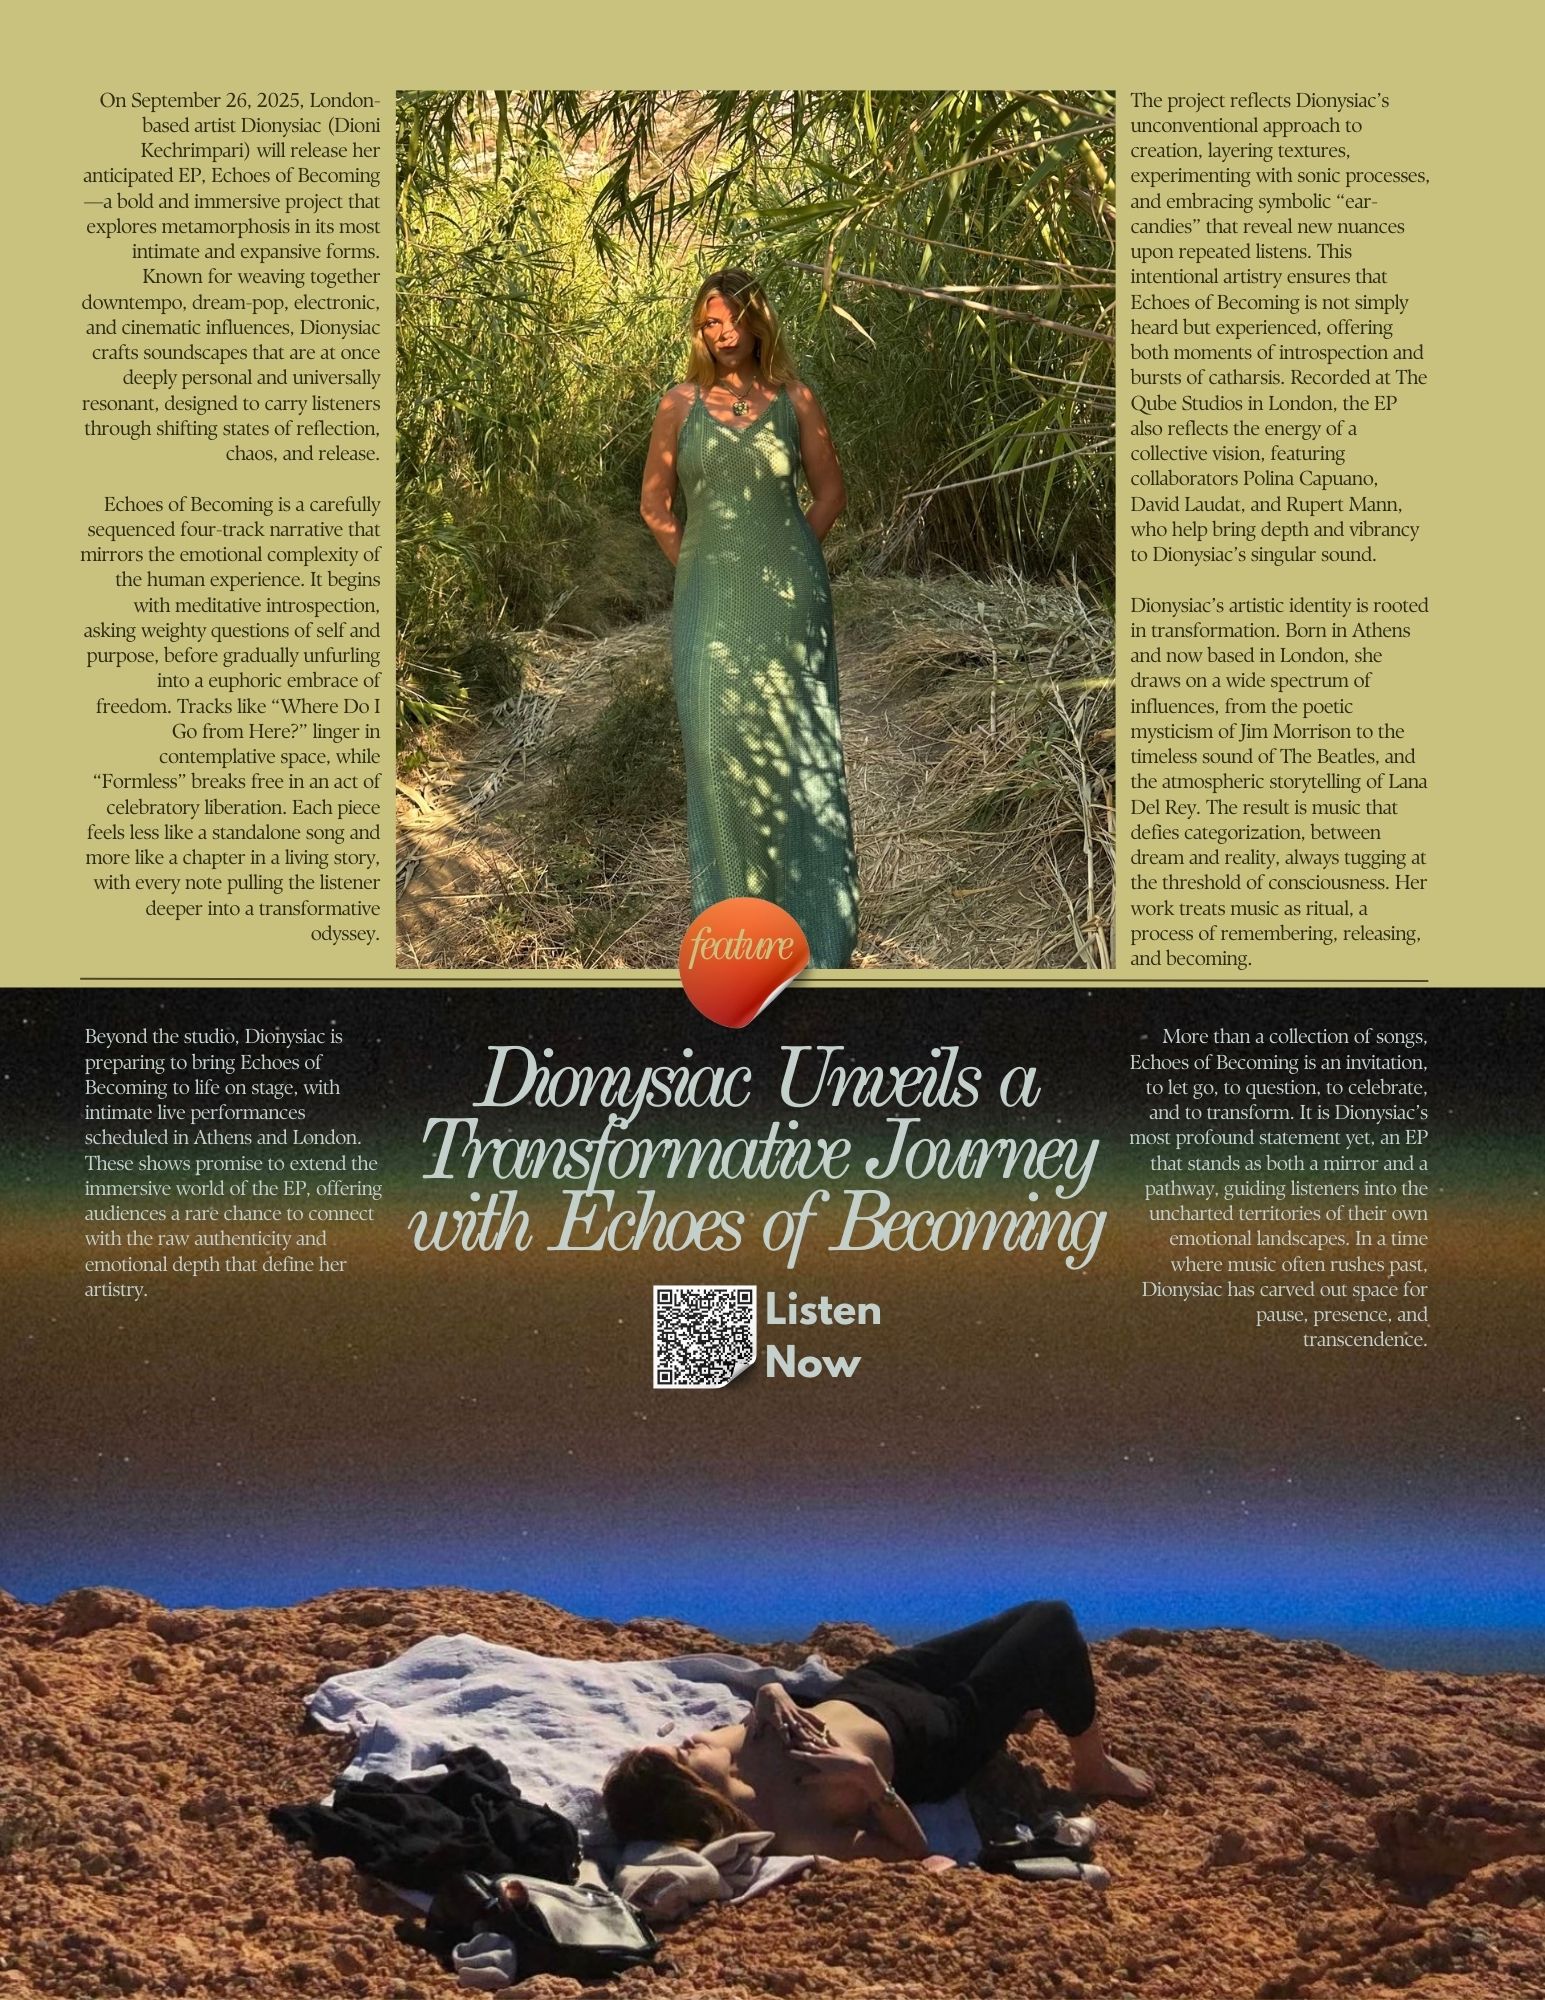 On September 26, 2025, London-
based artist Dionysiac (Dioni
Kechrimpari) will release her
anticipated EP, Echoes of Becoming
—a bold and immersive project that
explores metamorphosis in its most
intimate and expansive forms.
Known for weaving together
downtempo, dream-pop, electronic,
and cinematic influences, Dionysiac
crafts soundscapes that are at once
deeply personal and universally
resonant, designed to carry listeners
through shifting states of reflection,
chaos, and release.
Echoes of Becoming is a carefully
sequenced four-track narrative that
mirrors the emotional complexity of
the human experience. It begins
with meditative introspection,
asking weighty questions of self and
purpose, before gradually unfurling
into a euphoric embrace of
freedom. Tracks like “Where Do I
Go from Here?” linger in
contemplative space, while
“Formless” breaks free in an act of
celebratory liberation. Each piece
feels less like a standalone song and
more like a chapter in a living story,
with every note pulling the listener
deeper into a transformative
odyssey.
The project reflects Dionysiac’s
unconventional approach to
creation, layering textures,
experimenting with sonic processes,
and embracing symbolic “ear-
candies” that reveal new nuances
upon repeated listens. This
intentional artistry ensures that
Echoes of Becoming is not simply
heard but experienced, offering
both moments of introspection and
bursts of catharsis. Recorded at The
Qube Studios in London, the EP
also reflects the energy of a
collective vision, featuring
collaborators Polina Capuano,
David Laudat, and Rupert Mann,
who help bring depth and vibrancy
to Dionysiac’s singular sound.
Dionysiac’s artistic identity is rooted
in transformation. Born in Athens
and now based in London, she
draws on a wide spectrum of
influences, from the poetic
mysticism of Jim Morrison to the
timeless sound of The Beatles, and
the atmospheric storytelling of Lana
Del Rey. The result is music that
defies categorization, between
dream and reality, always tugging at
the threshold of consciousness. Her
work treats music as ritual, a
process of remembering, releasing,
and becoming.
feature
Beyond the studio, Dionysiac is
preparing to bring Echoes of
Becoming to life on stage, with
intimate live performances
scheduled in Athens and London.
These shows promise to extend the
immersive world of the EP, offering
audiences a rare chance to connect
with the raw authenticity and
emotional depth that define her
artistry.
Dionysiac Unveils a
Transformative Journey
with Echoes of Becoming
Listen
Now
More than a collection of songs,
Echoes of Becoming is an invitation,
to let go, to question, to celebrate,
and to transform. It is Dionysiac’s
most profound statement yet, an EP
that stands as both a mirror and a
pathway, guiding listeners into the
uncharted territories of their own
emotional landscapes. In a time
where music often rushes past,
Dionysiac has carved out space for
pause, presence, and
transcendence.